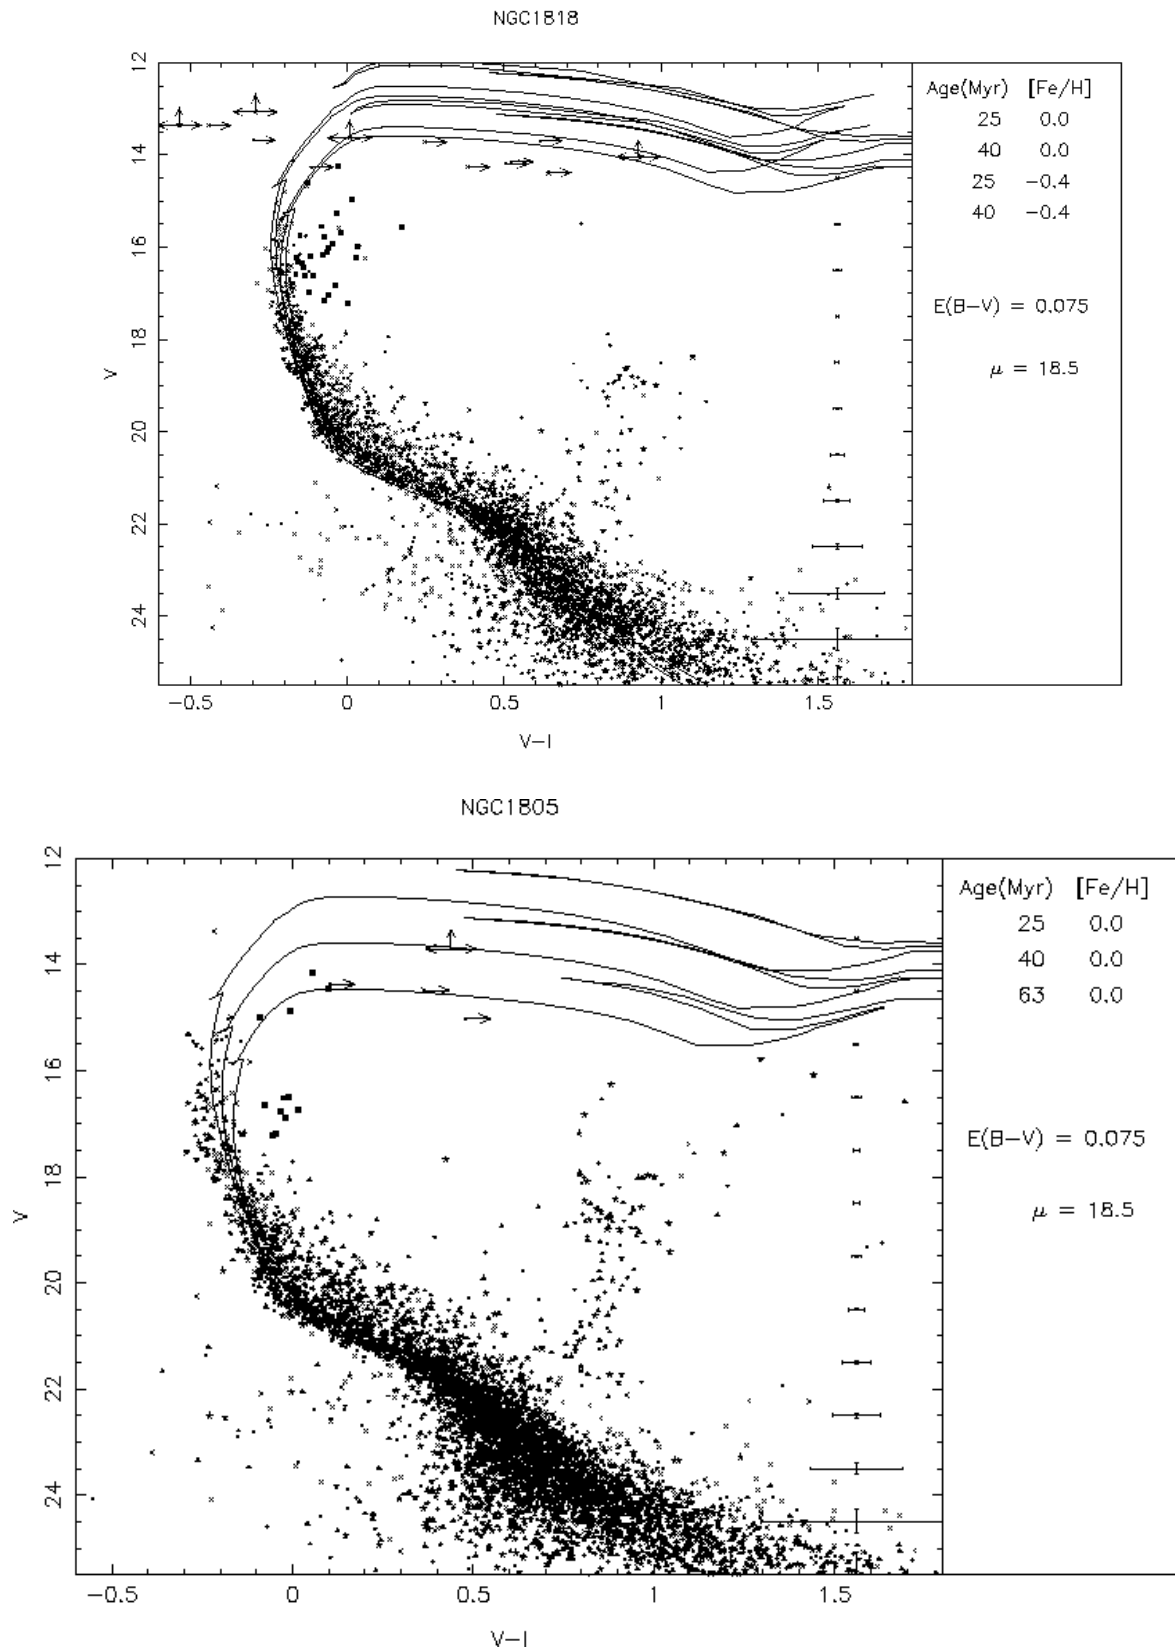 NGC1818
12
14
16
18
20
22
24
V
−0.5 0 0.5 1 1.5
V−I
Age(Myr) [Fe/H]
25 0.0
40 0.0
25 −0.4
40 −0.4
E(B−V) = 0.075
μ = 18.5
NGC1805
12
14
16
18
20
22
24
V
−0.5 0 0.5 1 1.5
V−I
Age(Myr) [Fe/H]
25 0.0
40 0.0
63 0.0
E(B−V) = 0.075
μ = 18.5